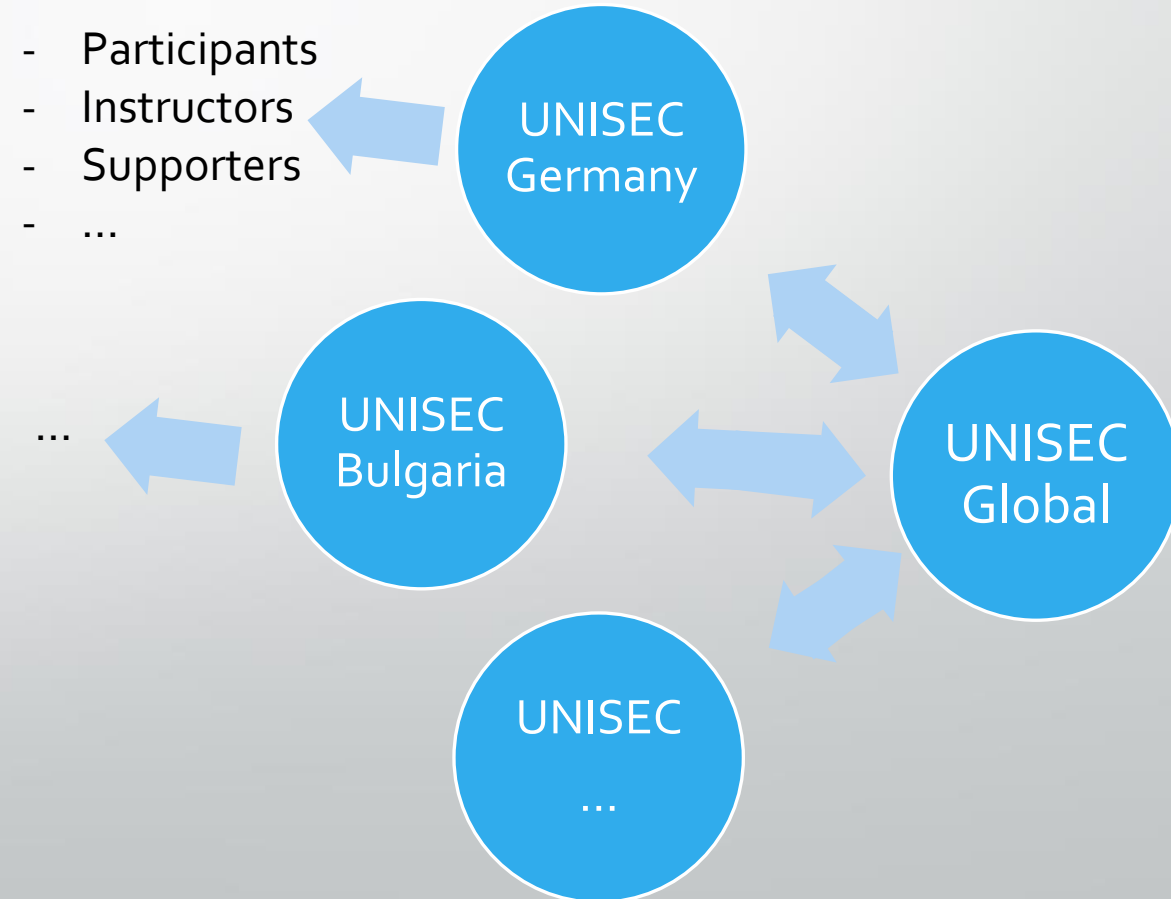 - Participants
- Instructors
- Supporters
- ...
UNISEC
Germany
...
UNISEC
Bulgaria
UNISEC
Global
UNISEC
...